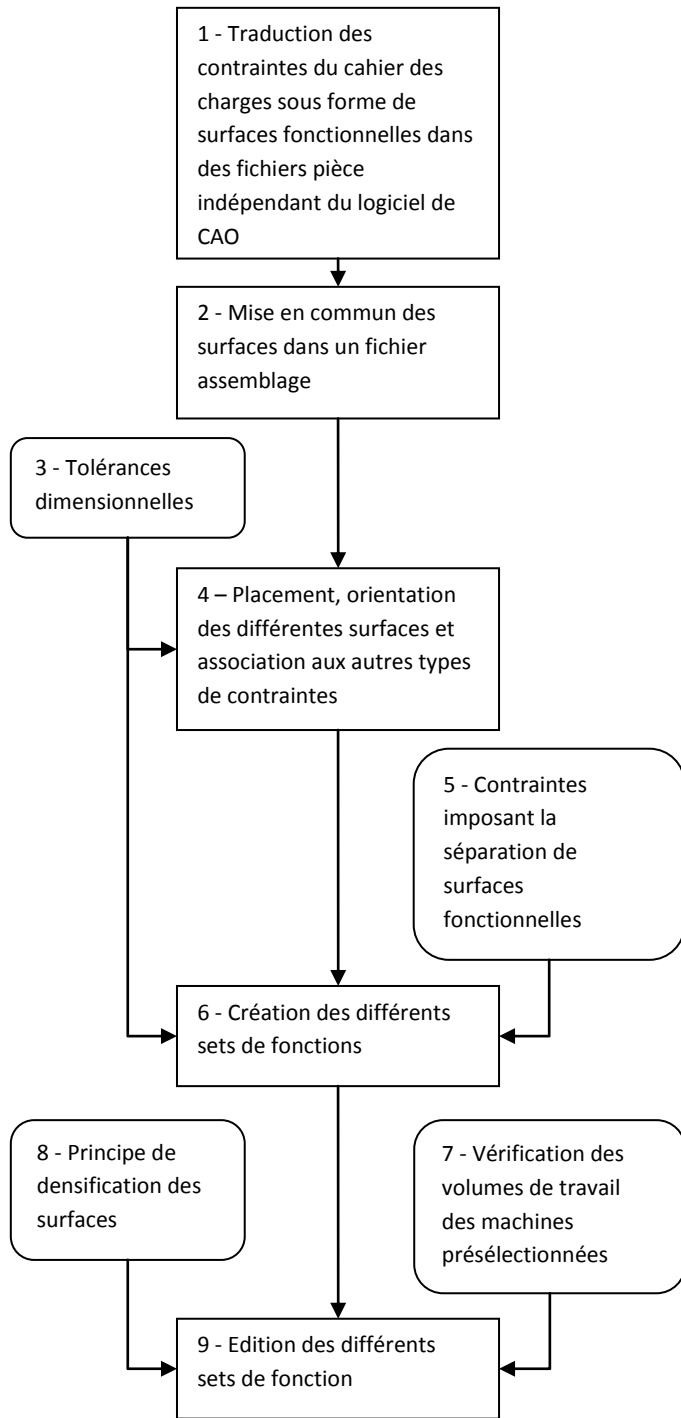 1 - Traduction des
contraintes du cahier des
charges sous forme de
surfaces fonctionnelles dans
des fichiers pièce
indépendant du logiciel de
CAO
2 - Mise en commun des
surfaces dans un fichier
assemblage
3 - Tolérances
dimensionnelles
4 – Placement, orientation
des différentes surfaces et
association aux autres types
de contraintes
5 - Contraintes
imposant la
séparation de
surfaces
fonctionnelles
6 - Création des différents
sets de fonctions
8 - Principe de
densification des
surfaces
7 - Vérification des
volumes de travail
des machines
présélectionnées
9 - Edition des différents
sets de fonction